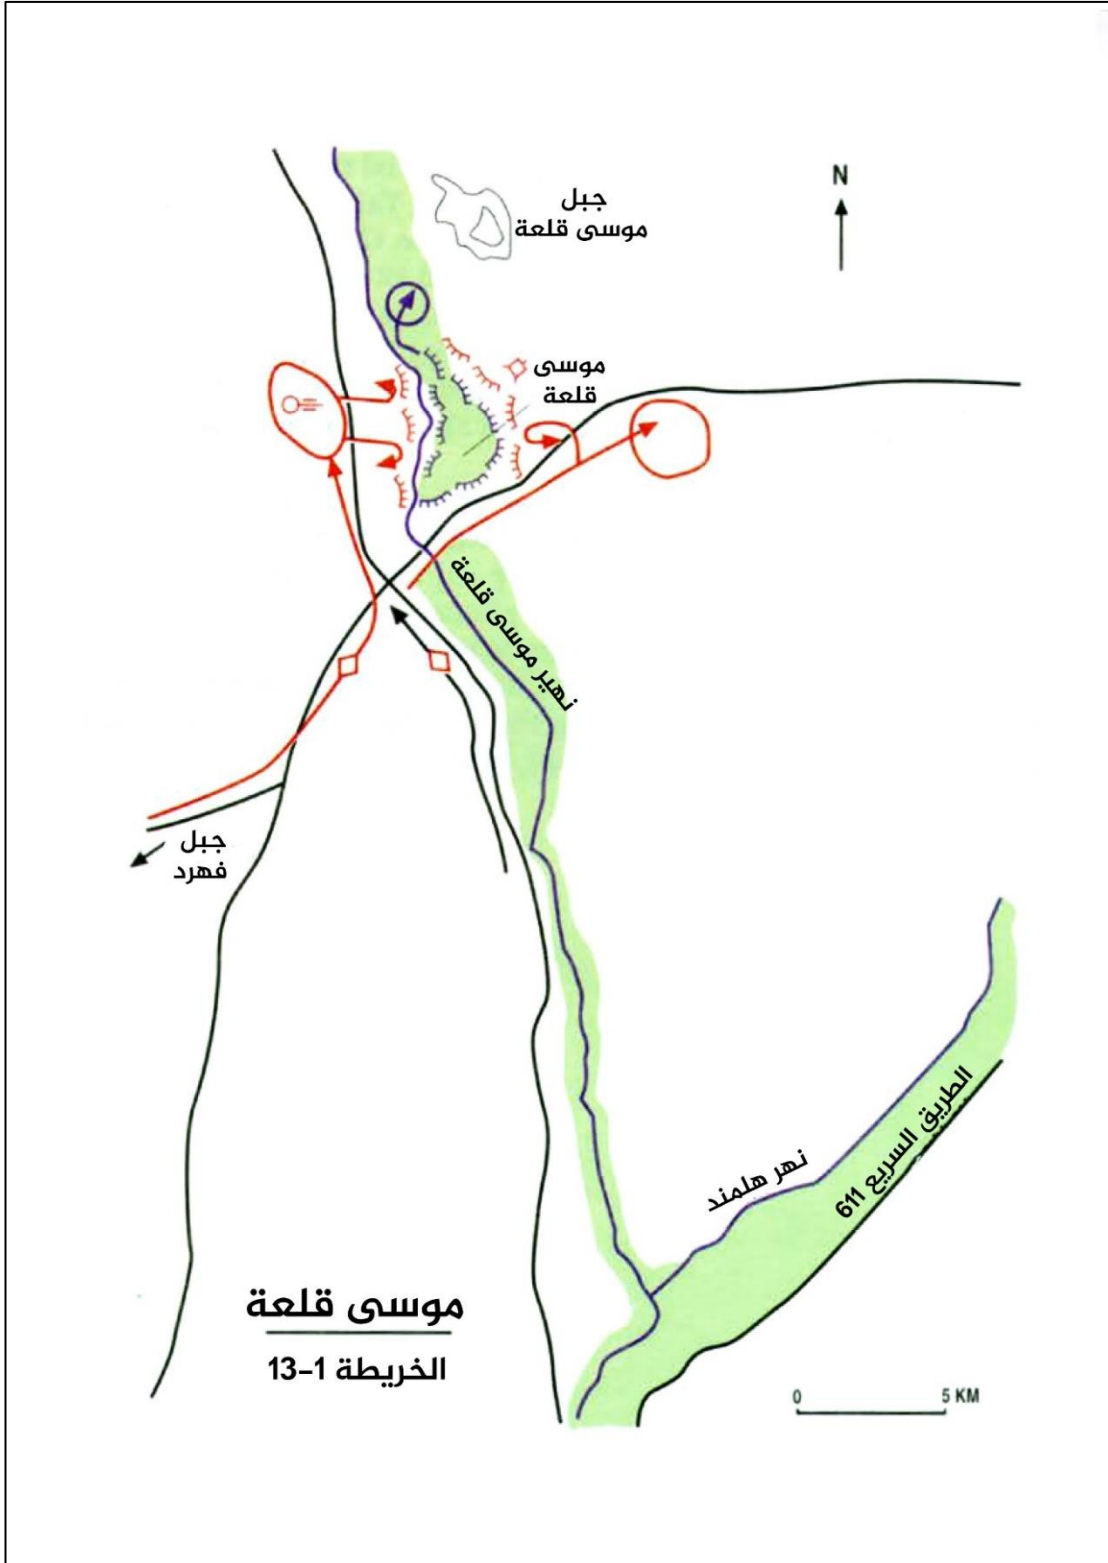 N
جبل
موسى قلعة
موسى
قلعة
نهير موسى قلعة
جبل
فهرد
الطريق السريع 611
نهر هلمند
موسى قلعة
الخريطة 1-13
0
5 KM